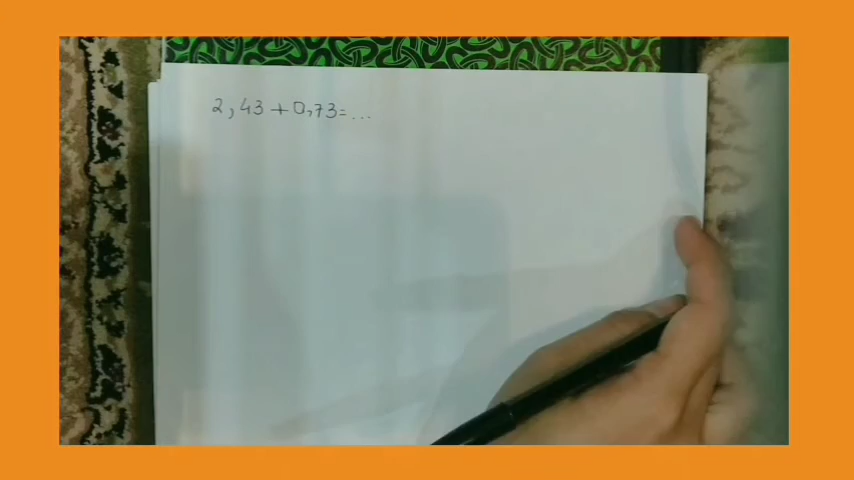 2,43 + 0,73 = ...